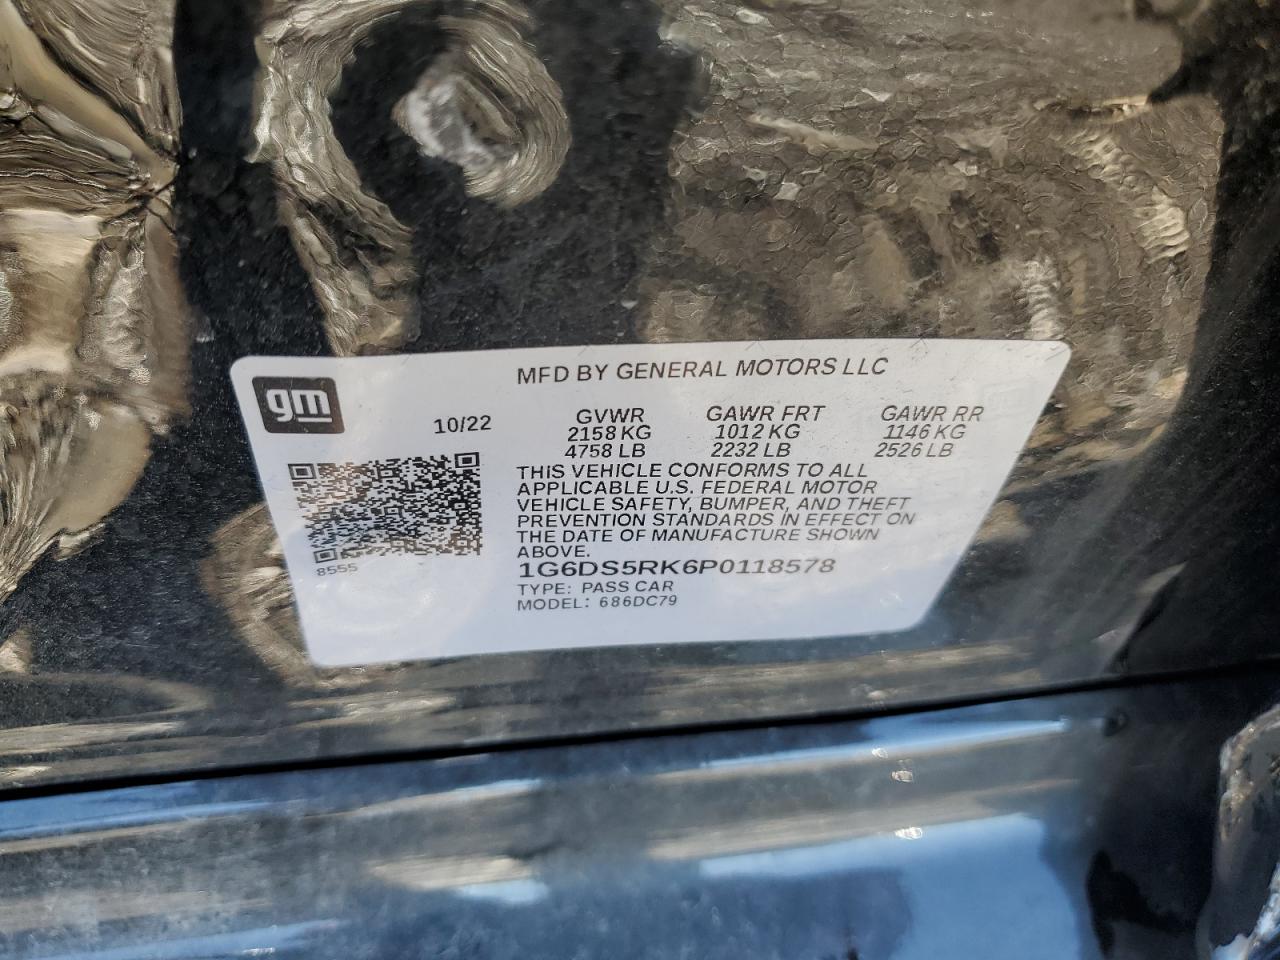 MFD BY GENERAL MOTORS LLC
gm
10/22
GVWR GAWR FRT GAWR RR
2158 KG 1012 KG 1146 KG
4758 LB 2232 LB 2526 LB
THIS VEHICLE CONFORMS TO ALL
APPLICABLE U.S. FEDERAL MOTOR
VEHICLE SAFETY, BUMPER, AND THEFT
PREVENTION STANDARDS IN EFFECT ON
THE DATE OF MANUFACTURE SHOWN
ABOVE.
8555
1G6DS5RK6P0118578
TYPE: PASS CAR
MODEL: 686DC79